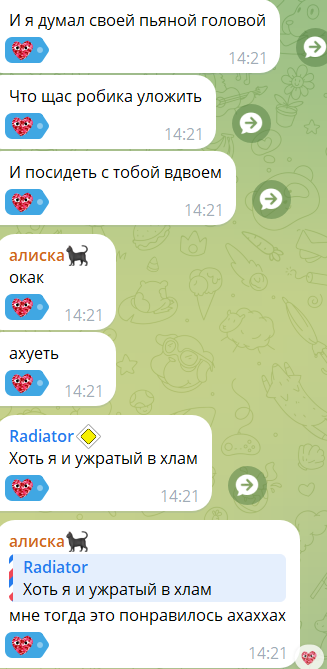 И я думал своей пьяной головой
14:21
Что щас робика уложить
14:21
И посидеть с тобой вдвоем
14:21
алиска🐈‍⬛
окак
14:21
ахуеть
14:21
Radiator
Хоть я и ужратый в хлам
14:21
алиска🐈‍⬛
Radiator
Хоть я и ужратый в хлам
мне тогда это понравилось ахаххах
14:21